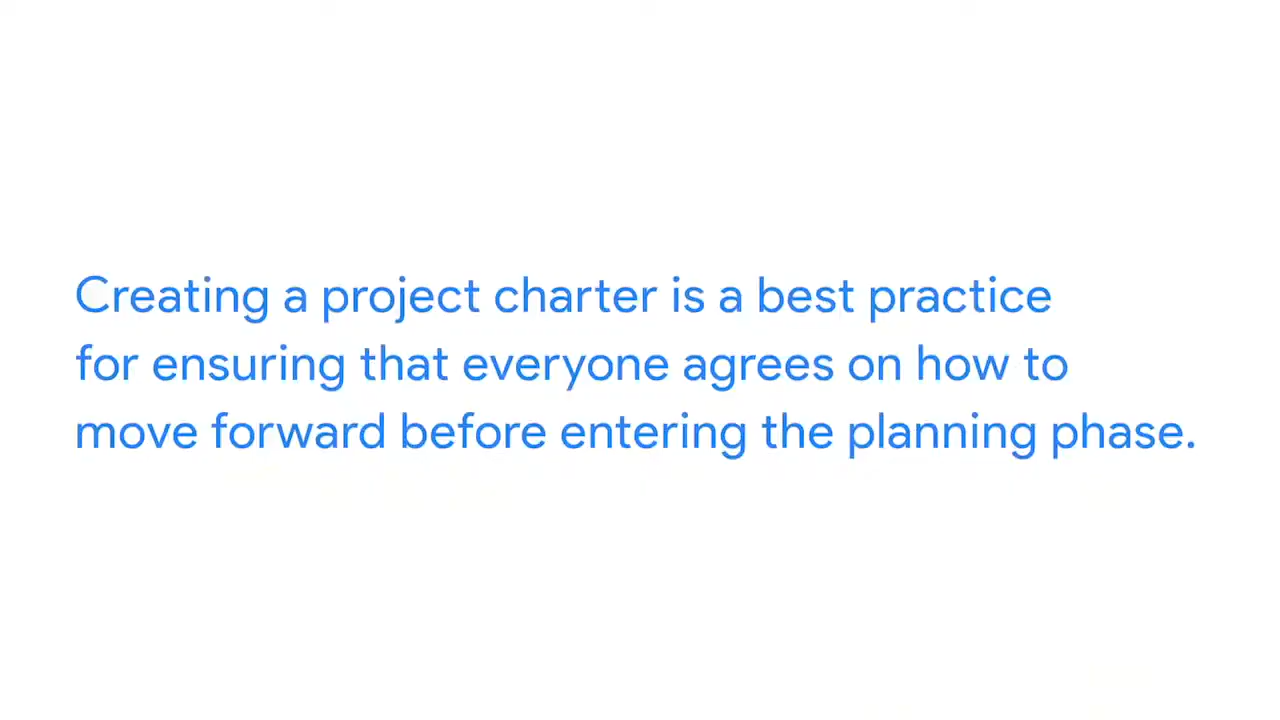 Creating a project charter is a best practice
for ensuring that everyone agrees on how to
move forward before entering the planning phase.